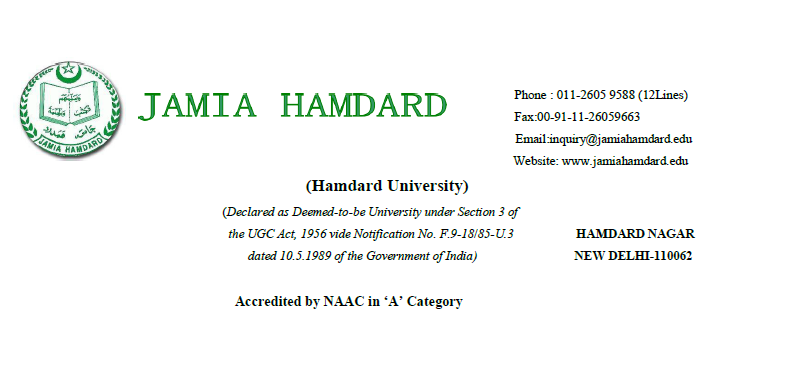 JAMIA HAMDARD
JAMIA HAMDARD
Phone : 011-2605 9588 (12Lines)
Fax:00-91-11-26059663
Email:inquiry@jamiahamdard.edu
Website: www.jamiahamdard.edu
(Hamdard University)
(Declared as Deemed-to-be University under Section 3 of
the UGC Act, 1956 vide Notification No. F.9-18/85-U.3
dated 10.5.1989 of the Government of India)
HAMDARD NAGAR
NEW DELHI-110062
Accredited by NAAC in ‘A’ Category